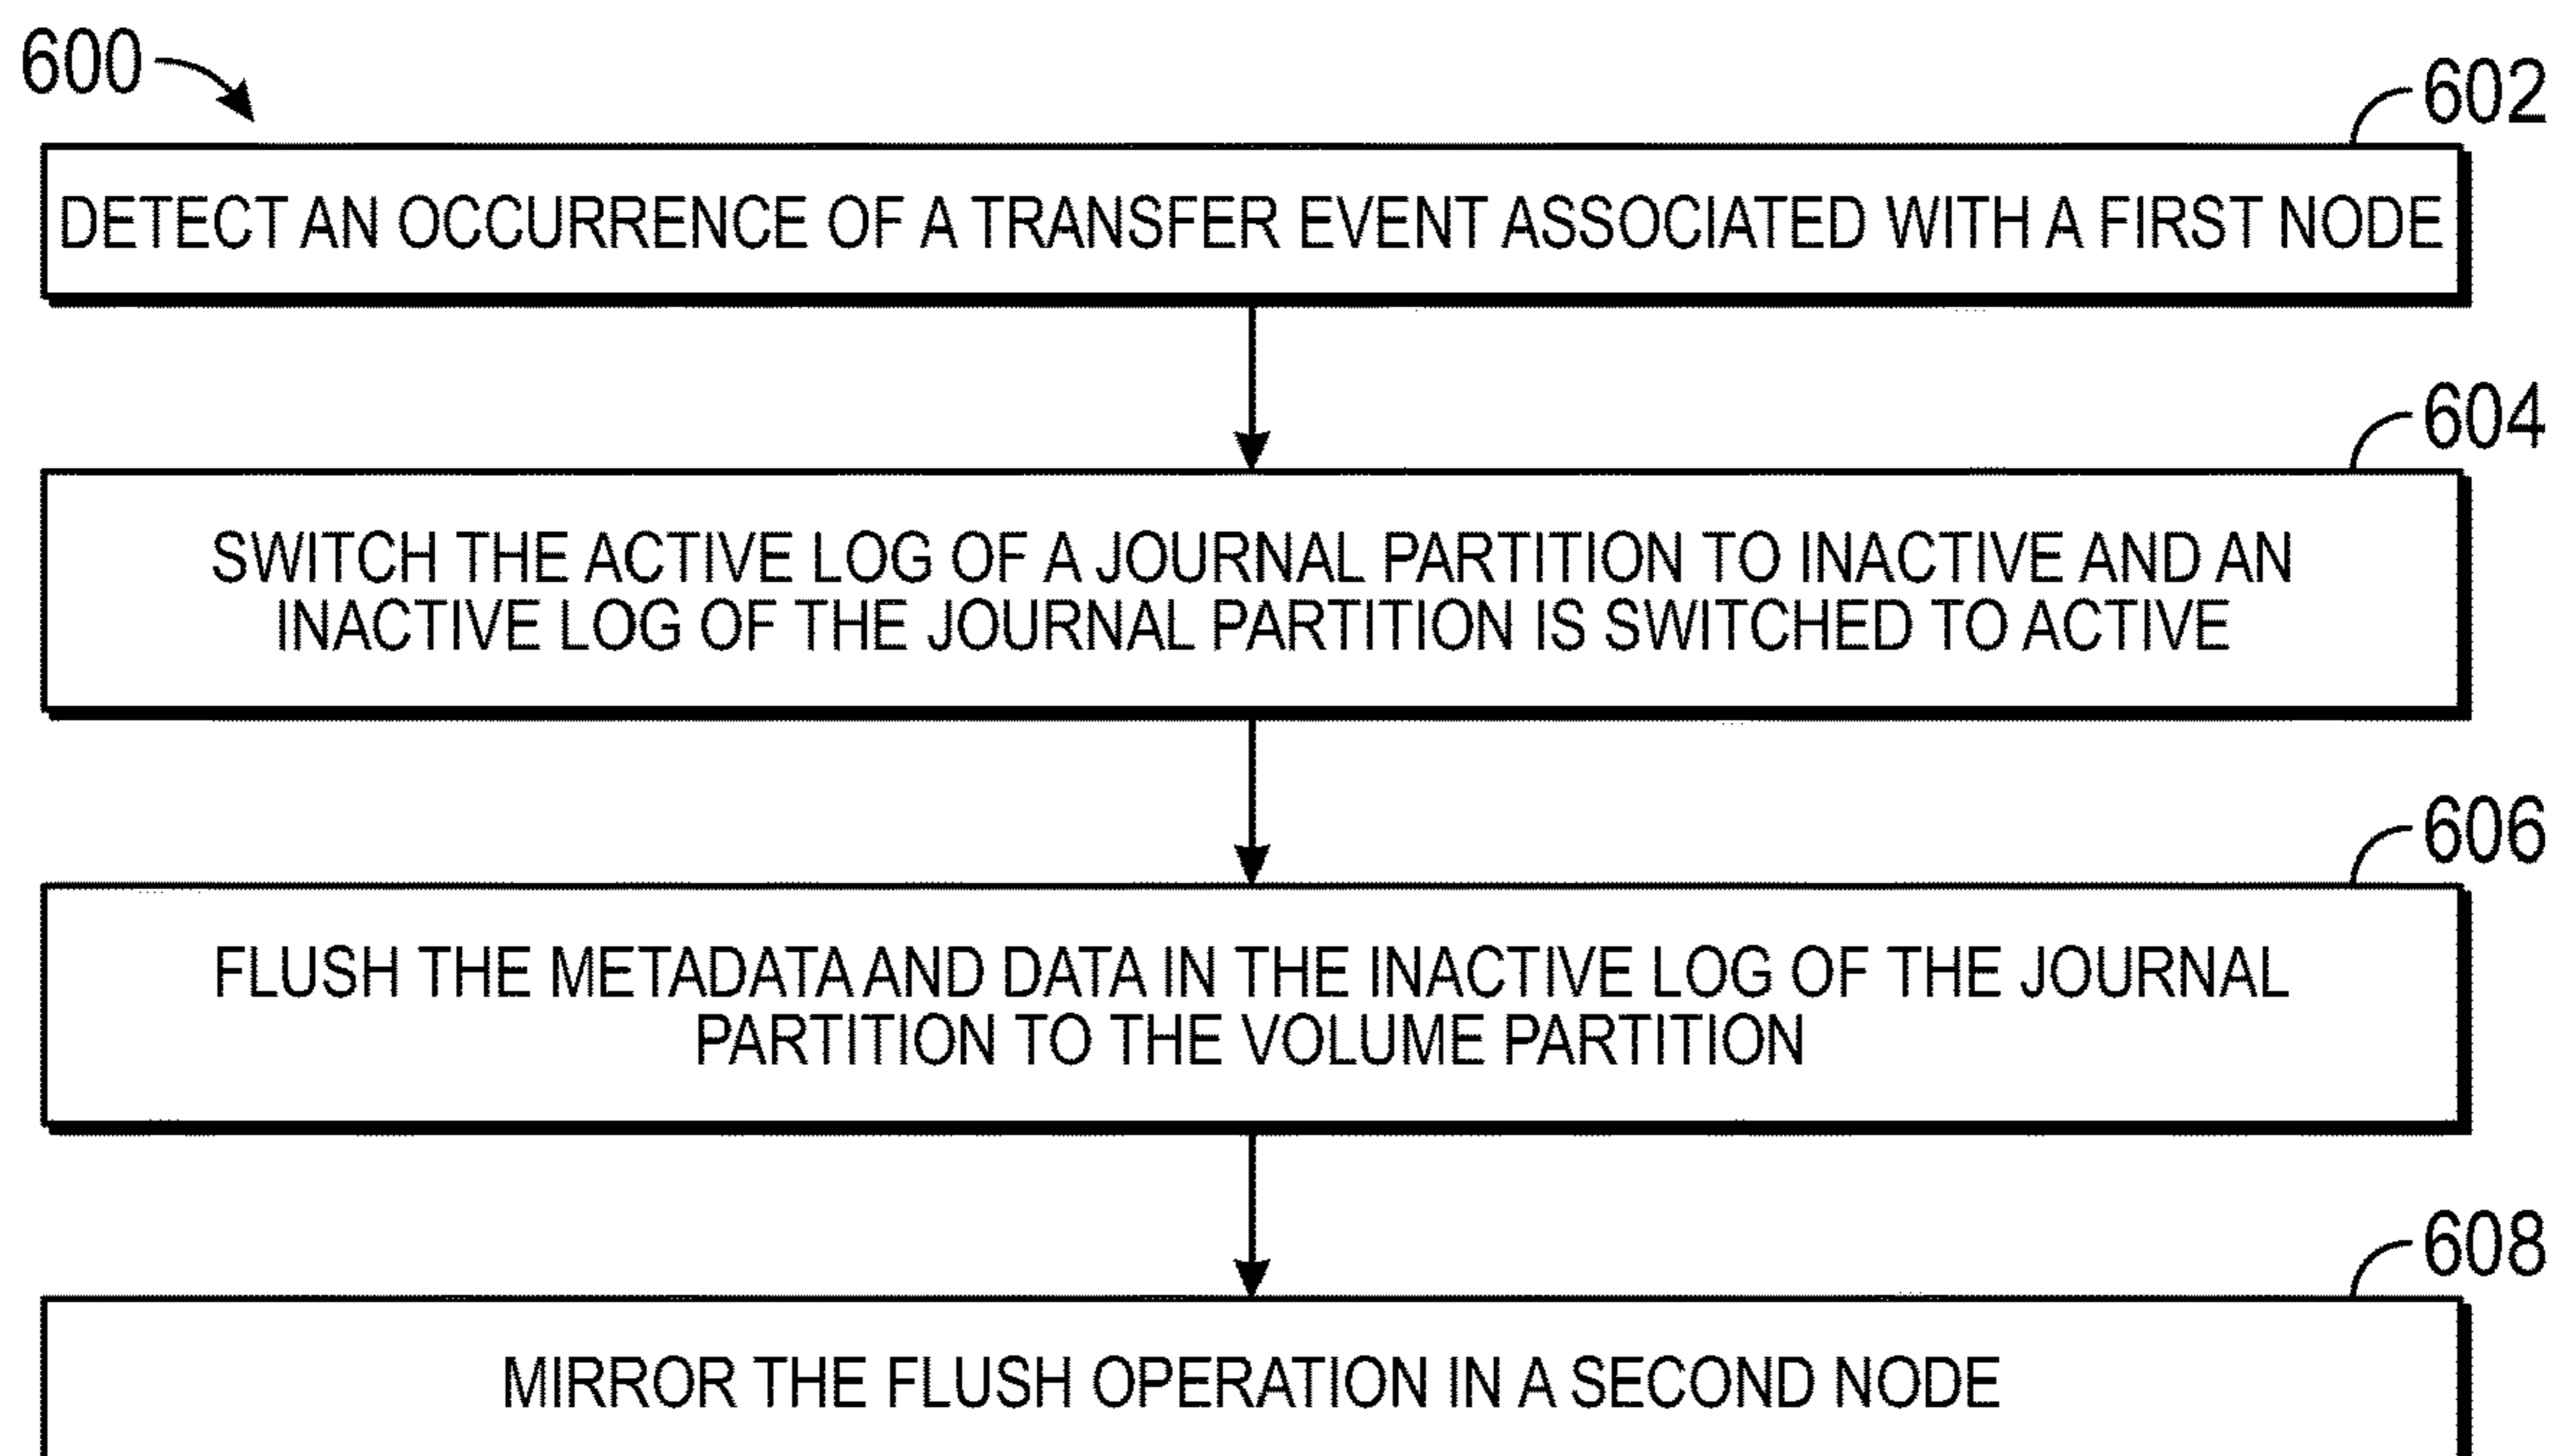 600
602
DETECT AN OCCURRENCE OF A TRANSFER EVENT ASSOCIATED WITH A FIRST NODE
604
SWITCH THE ACTIVE LOG OF A JOURNAL PARTITION TO INACTIVE AND AN
INACTIVE LOG OF THE JOURNAL PARTITION IS SWITCHED TO ACTIVE
606
FLUSH THE METADATA AND DATA IN THE INACTIVE LOG OF THE JOURNAL
PARTITION TO THE VOLUME PARTITION
608
MIRROR THE FLUSH OPERATION IN A SECOND NODE